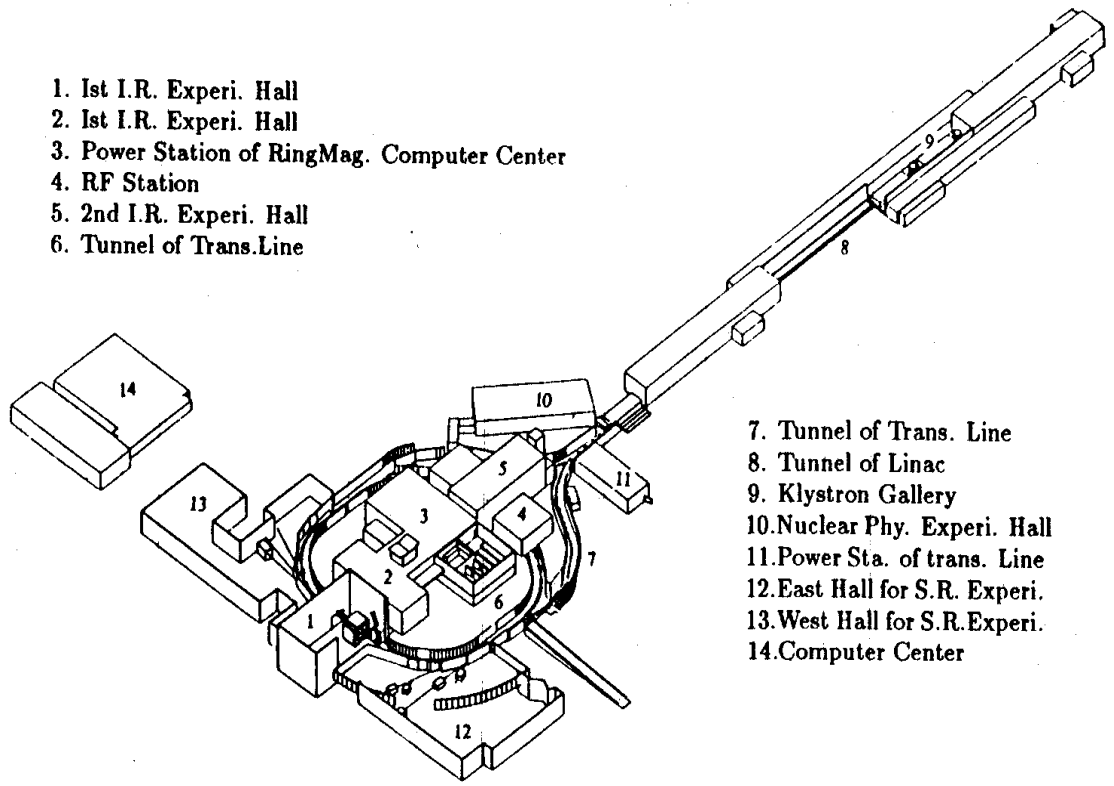 1. Ist I.R. Experi. Hall
2. Ist I.R. Experi. Hall
3. Power Station of RingMag. Computer Center
4. RF Station
5. 2nd I.R. Experi. Hall
6. Tunnel of Trans.Line
9
8
14
10
13
5
11
3
4
7
2
6
1
12
7. Tunnel of Trans. Line
8. Tunnel of Linac
9. Klystron Gallery
10.Nuclear Phy. Experi. Hall
11.Power Sta. of trans. Line
12.East Hall for S.R. Experi.
13.West Hall for S.R.Experi.
14.Computer Center